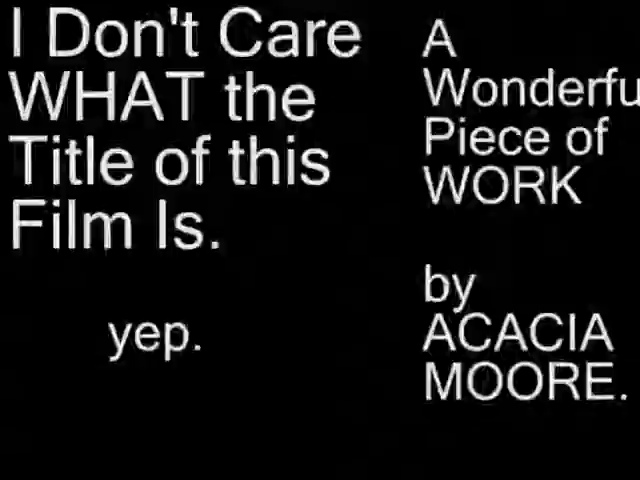 I Don't Care
WHAT the
Title of this
Film Is.
yep.
A
Wonderfu
Piece of
WORK
by
ACACIA
MOORE.